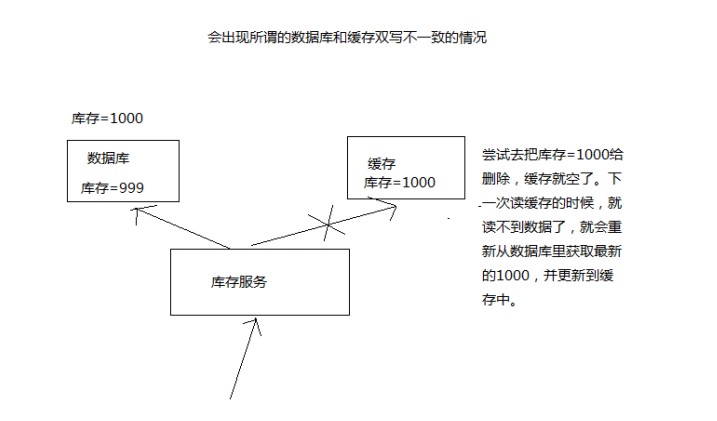 会出现所谓的数据库和缓存双写不一致的情况
库存=1000
数据库
库存=999
缓存
库存=1000
尝试去把库存=1000给
删除，缓存就空了。下
一次读缓存的时候，就
读不到数据了，就会重
新从数据库里获取最新
的1000，并更新到缓
存中。
库存服务